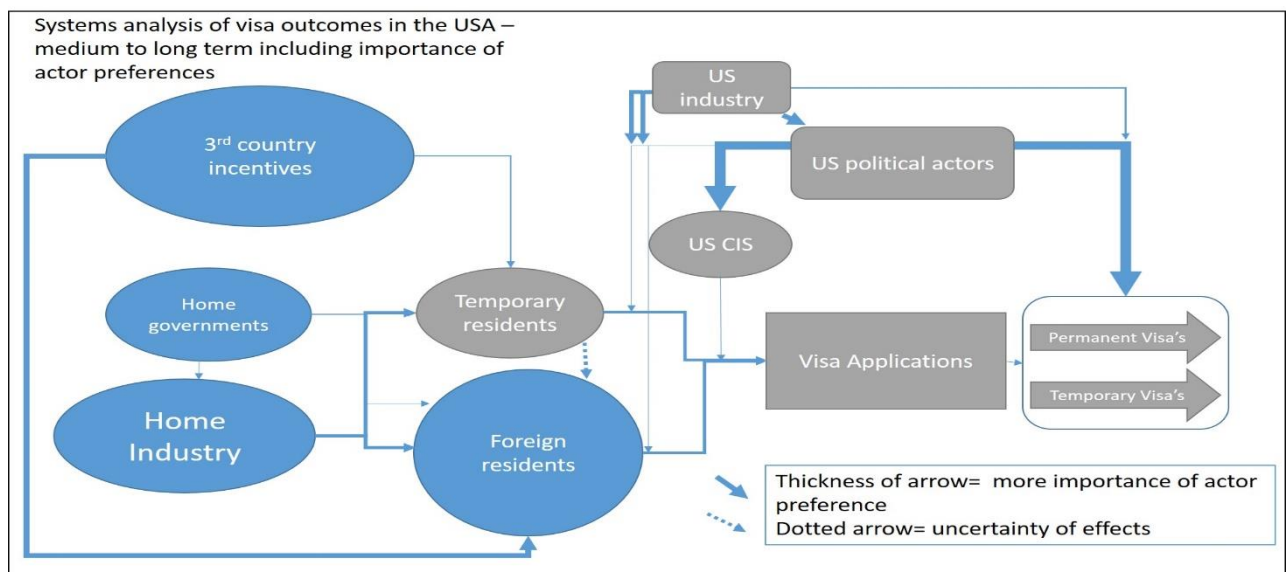 Systems analysis of visa outcomes in the USA –
medium to long term including importance of
actor preferences
US
industry
3rd country
incentives
US political actors
US CIS
Home
governments
Temporary
residents
Visa Applications
Permanent Visa's
Temporary Visa's
Home
Industry
Foreign
residents
Thickness of arrow= more importance of actor
preference
Dotted arrow= uncertainty of effects